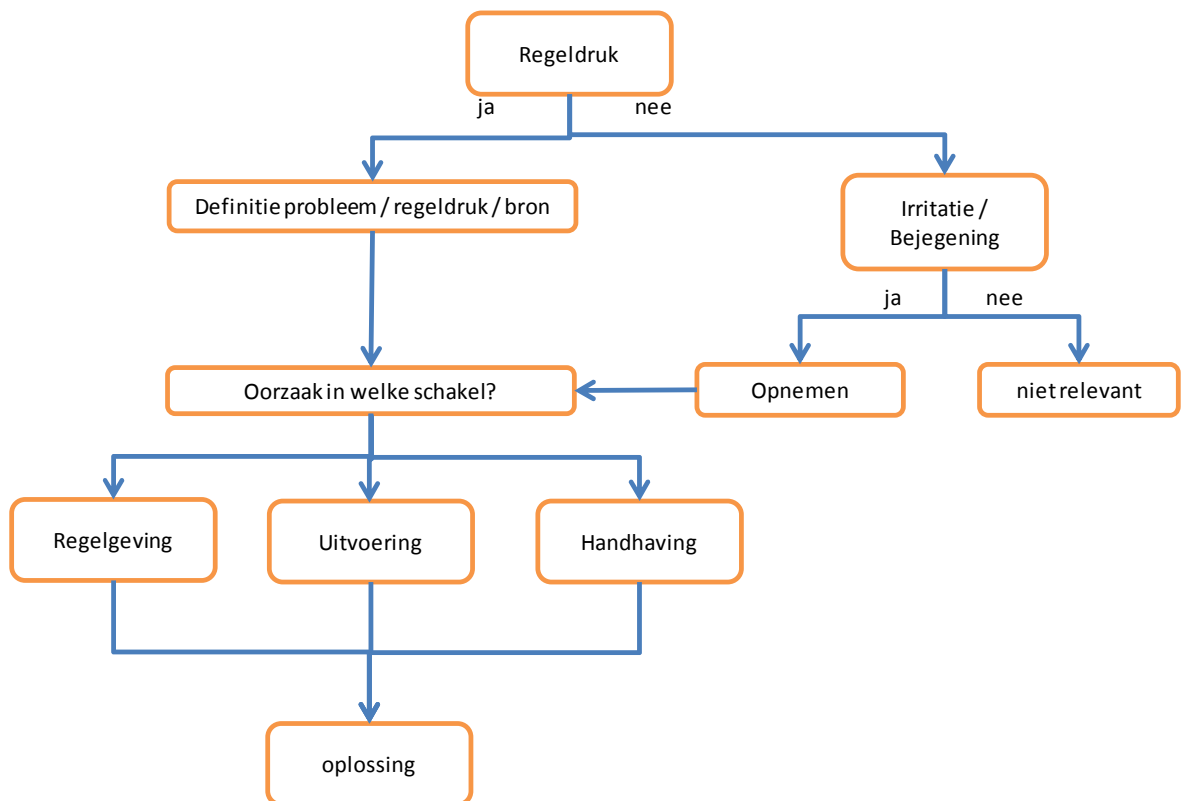 Regeldruk
ja
nee
Definitie probleem / regeldruk / bron
Irritatie /
Bejegening
ja
nee
Oorzaak in welke schakel?
Opnemen
niet relevant
Regelgeving
Uitvoering
Handhaving
oplossing